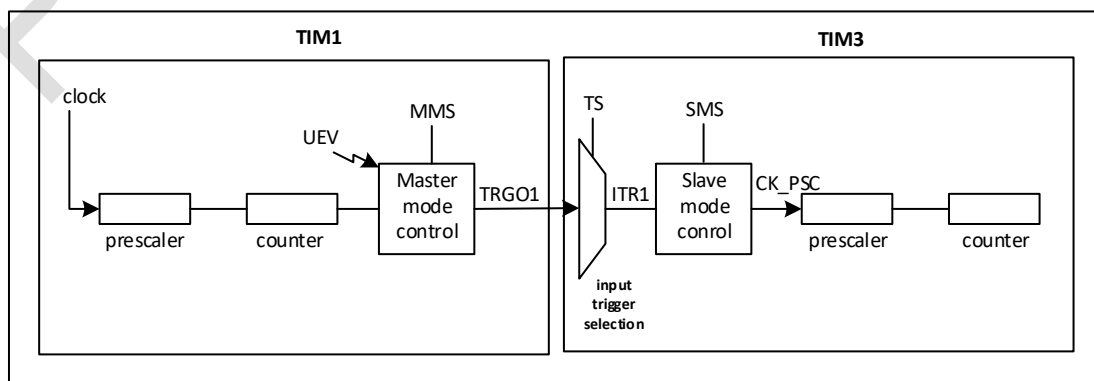 TIM1
TIM3
clock
MMS
TS
SMS
UEV
Master
mode
control
TRGO1
ITR1
Slave
mode
conrol
CK_PSC
prescaler
counter
prescaler
counter
input
trigger
selection